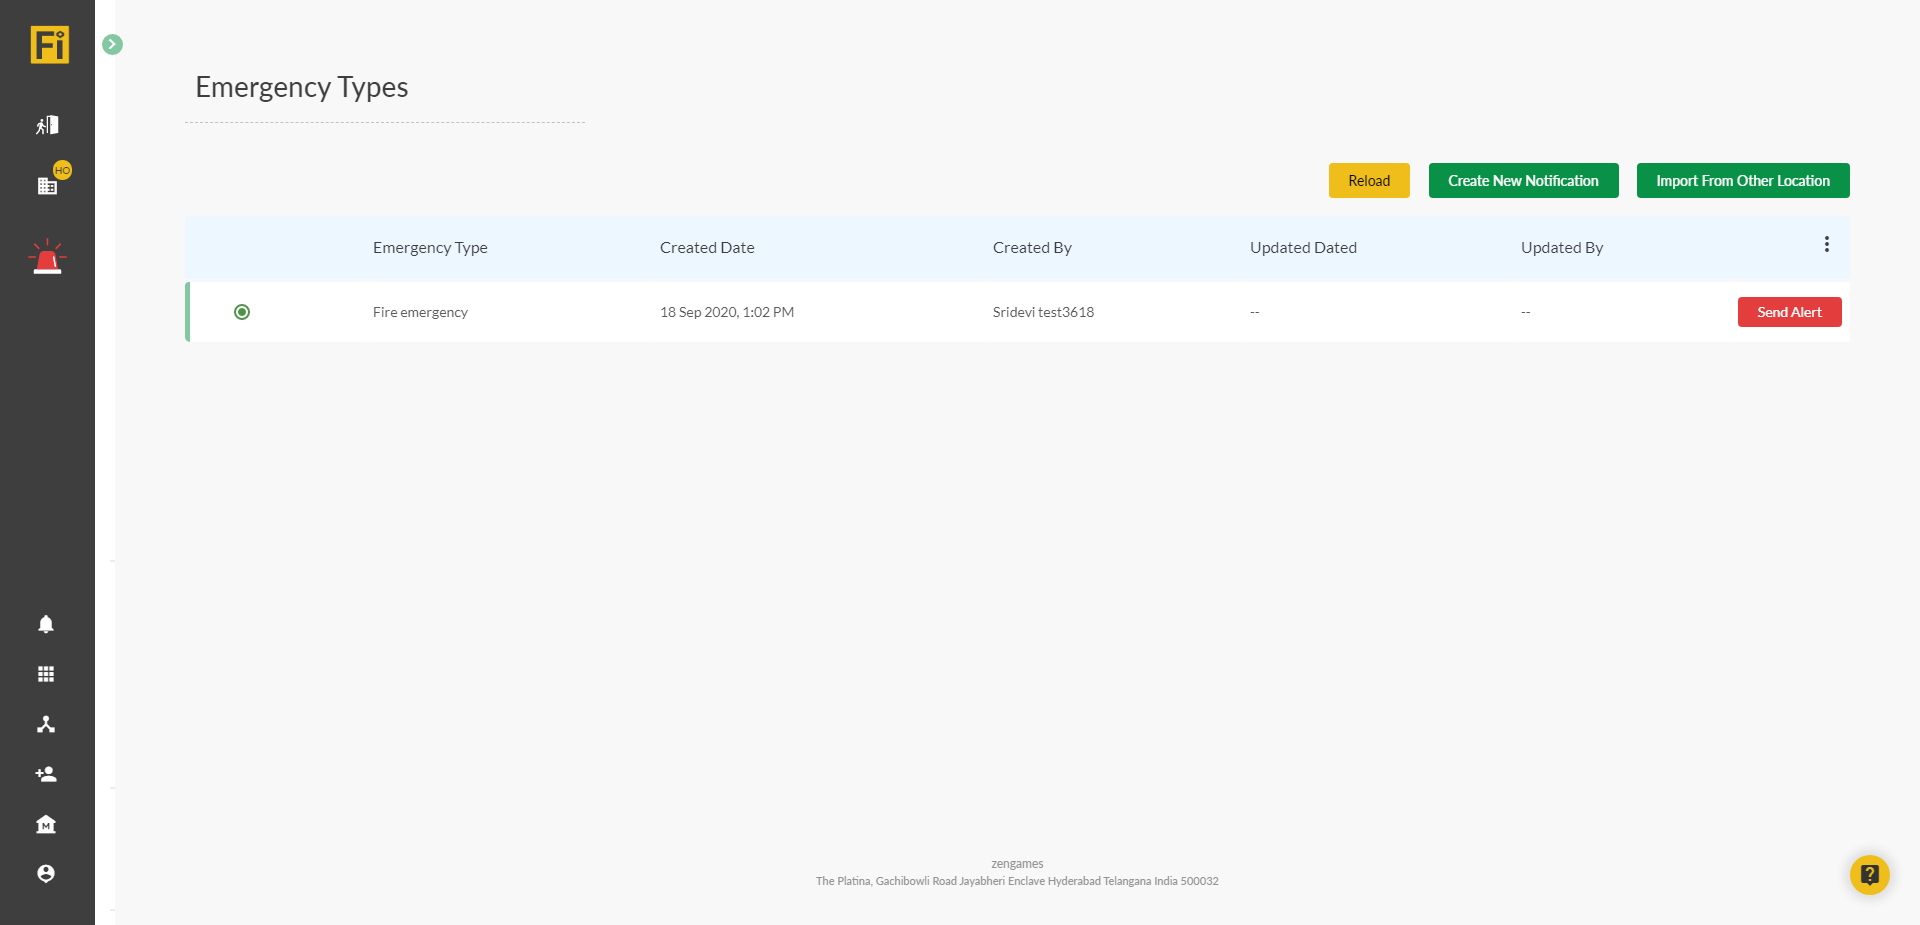 Fi
HO
Emergency Types
Reload Create New Notification Import From Other Location
Emergency Type Created Date Created By Updated Dated Updated By
Fire emergency 18 Sep 2020, 1:02 PM Sridevi test3618 -- -- Send Alert
M
zengames
The Platina, Gachibowli Road Jayabheri Enclave Hyderabad Telangana India 500032
?